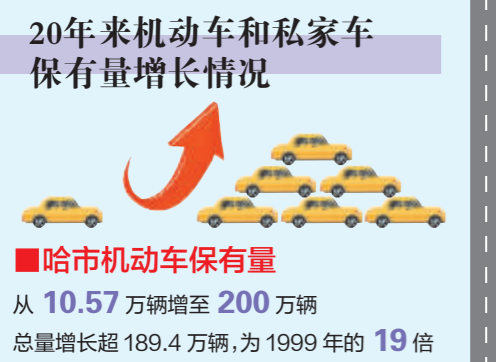 20年来机动车和私家车
保有量增长情况
■哈市机动车保有量
从 10.57 万辆增至 200 万辆
总量增长超 189.4 万辆,为 1999 年的 19 倍